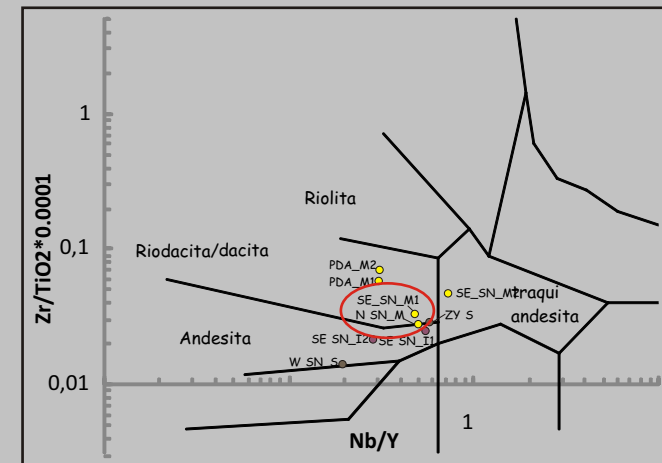 1
Riolita
0,1
Riodacita/dacita
PDA_M2
PDA_M1
SE_SN_M1
SE_SN_M2
traqui
andesita
N SN_M
ZY S
Andesita
SE SN_I2
SE SN_I1
W SN_S
0,01
1
Nb/Y
Zr/TiO2*0.0001